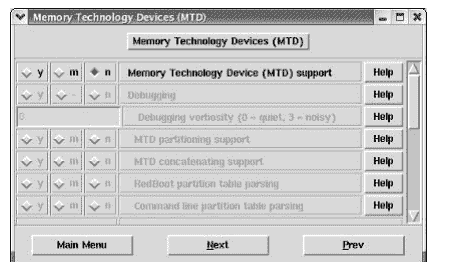 Memory Technology Devices (MTD)
Memory Technology Devices (MTD)
y m n Memory Technology Device (MTD) support Help
y - n Debugging Help
0 Debugging verbosity (0 = quiet, 3 = noisy) Help
y m n MTD partitioning support Help
y m n MTD concatenating support Help
y m n RedBoot partition table parsing Help
y m n Command line partition table parsing Help
Main Menu Next Prev